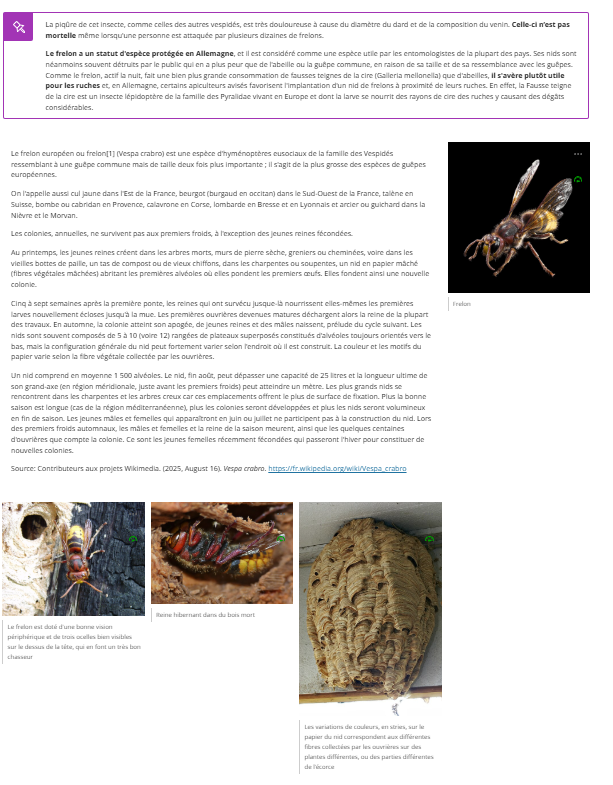 La piqûre de cet insecte, comme celles des autres vespidés, est très douloureuse à cause du diamètre du dard et de la composition du venin. Celle-ci n'est pas
mortelle même lorsqu'une personne est attaquée par plusieurs dizaines de frelons.
Le frelon a un statut d'espèce protégée en Allemagne, et il est considéré comme une espèce utile par les entomologistes de la plupart des pays. Ses nids sont
néanmoins souvent détruits par le public qui en a plus peur que de l'abeille ou la guêpe commune, en raison de sa taille et de sa ressemblance avec les guêpes.
Comme le frelon, actif la nuit, fait une bien plus grande consommation de fausses teignes de la cire (Galleria mellonella) que d'abeilles, il s'avère plutôt utile
pour les ruches et, en Allemagne, certains apiculteurs avisés favorisent l'implantation d'un nid de frelons à proximité de leurs ruches. En effet, la Fausse teigne
de la cire est un insecte lépidoptère de la famille des Pyralidae vivant en Europe et dont la larve se nourrit des rayons de cire des ruches y causant des dégâts
considérables.
Le frelon européen ou frelon[1] (Vespa crabro) est une espèce d'hyménoptères eusociaux de la famille des Vespidés
ressemblant à une guêpe commune mais de taille deux fois plus importante ; il s'agit de la plus grosse des espèces de guêpes
européennes.
On l'appelle aussi cul jaune dans l'Est de la France, beurgot (burgaud en occitan) dans le Sud-Ouest de la France, talène en
Suisse, bombe ou cabridan en Provence, calavrone en Corse, lombarde en Bresse et en Lyonnais et arcier ou guichard dans la
Nièvre et le Morvan.
Les colonies, annuelles, ne survivent pas aux premiers froids, à l'exception des jeunes reines fécondées.
Au printemps, les jeunes reines créent dans les arbres morts, murs de pierre sèche, greniers ou cheminées, voire dans les
vieilles bottes de paille, un tas de compost ou de vieux chiffons, dans les charpentes ou soupentes, un nid en papier mâché
(fibres végétales mâchées) abritant les premières alvéoles où elles pondent les premiers œufs. Elles fondent ainsi une nouvelle
colonie.
Cinq à sept semaines après la première ponte, les reines qui ont survécu jusque-là nourrissent elles-mêmes les premières
larves nouvellement écloses jusqu'à la mue. Les premières ouvrières devenues matures déchargent alors la reine de la plupart
des travaux. En automne, la colonie atteint son apogée, de jeunes reines et des mâles naissent, prélude du cycle suivant. Les
nids sont souvent composés de 5 à 10 (voire 12) rangées de plateaux superposés constitués d'alvéoles toujours orientés vers le
bas, mais la configuration générale du nid peut fortement varier selon l'endroit où il est construit. La couleur et les motifs du
papier varie selon la fibre végétale collectée par les ouvrières.
Un nid comprend en moyenne 1 500 alvéoles. Le nid, fin août, peut dépasser une capacité de 25 litres et la longueur ultime de
son grand-axe (en région méridionale, juste avant les premiers froids) peut atteindre un mètre. Les plus grands nids se
rencontrent dans les charpentes et les arbres creux car ces emplacements offrent le plus de surface de fixation. Plus la bonne
saison est longue (cas de la région méditerranéenne), plus les colonies seront développées et plus les nids seront volumineux
en fin de saison. Les jeunes mâles et femelles qui apparaîtront en juin ou juillet ne participent pas à la construction du nid. Lors
des premiers froids automnaux, les mâles, les femelles et la reine de la saison meurent, ainsi que les quelques centaines
d'ouvrières que compte la colonie. Ce sont les jeunes femelles récemment fécondées qui passeront l'hiver pour constituer de
nouvelles colonies.
Source: Contributeurs aux projets Wikimedia. (2025, August 16). Vespa crabro. https://fr.wikipedia.org/wiki/Vespa_crabro
Frelon
Le frelon est doté d'une bonne vision
périphérique et de trois ocelles bien visibles
sur le dessus de la tête, qui en font un très bon
chasseur
Reine hibernant dans du bois mort
Les variations de couleurs, en stries, sur le
papier du nid correspondent aux différentes
fibres collectées par les ouvrières sur des
plantes différentes, ou des parties différentes
de l'écorce